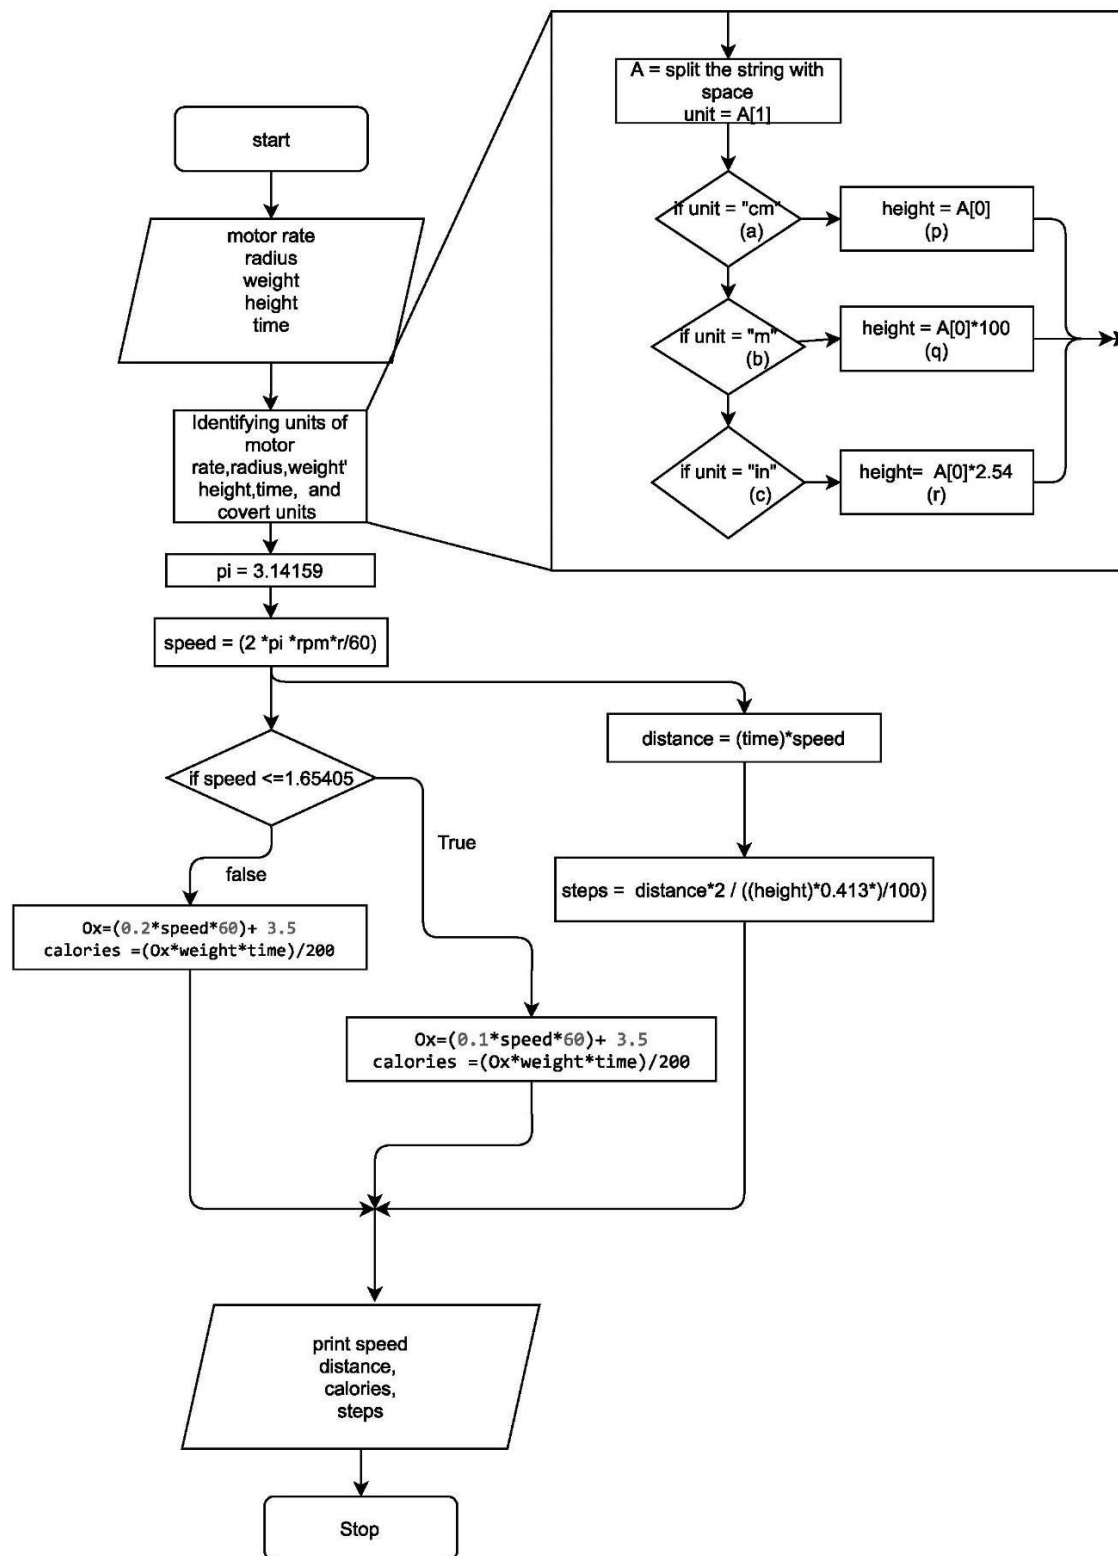 start
motor rate
radius
weight
height
time
Identifying units of
motor
rate,radius,weight'
height,time, and
covert units
A = split the string with
space
unit = A[1]
if unit = "cm"
(a)
height = A[0]
(p)
if unit = "m"
(b)
height = A[0]*100
(q)
if unit = "in"
(c)
height= A[0]*2.54
(r)
pi = 3.14159
speed = (2 *pi *rpm*r/60)
if speed <=1.65405
false
True
Ox=(0.2*speed*60)+ 3.5
calories =(Ox*weight*time)/200
Ox=(0.1*speed*60)+ 3.5
calories =(Ox*weight*time)/200
distance = (time)*speed
steps = distance*2 / ((height)*0.413*)/100)
print speed
distance,
calories,
steps
Stop